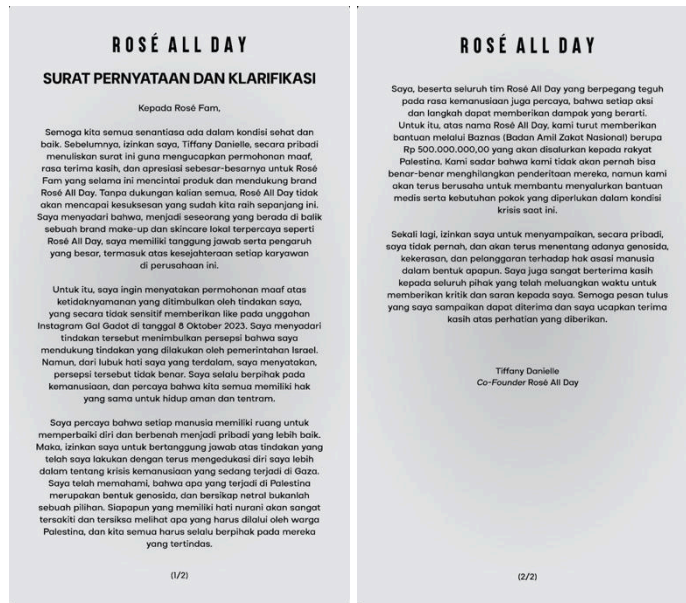 ROSÉ ALL DAY
SURAT PERNYATAAN DAN KLARIFIKASI
Kepada Rosé Fam,
Semoga kita semua senantiasa ada dalam kondisi sehat dan
baik. Sebelumnya, izinkan saya, Tiffany Danielle, secara pribadi
menuliskan surat ini guna mengucapkan permohonan maaf,
rasa terima kasih, dan apresiasi sebesar-besarnya untuk Rosé
Fam yang selama ini mencintai produk dan mendukung brand
Rosé All Day. Tanpa dukungan kalian semua, Rosé All Day tidak
akan mencapai kesuksesan yang sudah kita raih sepanjang ini.
Saya menyadari bahwa, menjadi seseorang yang berada di balik
sebuah brand make-up dan skincare lokal terpercaya seperti
Rosé All Day, saya memiliki tanggung jawab serta pengaruh
yang besar, termasuk atas kesejahteraan setiap karyawan
di perusahaan ini.
Untuk itu, saya ingin menyatakan permohonan maaf atas
ketidaknyamanan yang ditimbulkan oleh tindakan saya,
yang secara tidak sensitif memberikan like pada unggahan
Instagram Gal Gadot di tanggal 8 Oktober 2023. Saya menyadari
tindakan tersebut menimbulkan persepsi bahwa saya
mendukung tindakan yang dilakukan oleh pemerintahan Israel.
Namun, dari lubuk hati saya yang terdalam, saya menyatakan,
persepsi tersebut tidak benar. Saya selalu berpihak pada
kemanusiaan, dan percaya bahwa kita semua memiliki hak
yang sama untuk hidup aman dan tentram.
Saya percaya bahwa setiap manusia memiliki ruang untuk
memperbaiki diri dan berbenah menjadi pribadi yang lebih baik.
Maka, izinkan saya untuk bertanggung jawab atas tindakan yang
telah saya lakukan dengan terus mengedukasi diri saya lebih
dalam tentang krisis kemanusiaan yang sedang terjadi di Gaza.
Saya telah memahami, bahwa apa yang terjadi di Palestina
merupakan bentuk genosida, dan bersikap netral bukanlah
sebuah pilihan. Siapapun yang memiliki hati nurani akan sangat
tersakiti dan tersiksa melihat apa yang harus dilalui oleh warga
Palestina, dan kita semua harus selalu berpihak pada mereka
yang tertindas.
(1/2)
ROSÉ ALL DAY
Saya, beserta seluruh tim Rosé All Day yang berpegang teguh
pada rasa kemanusiaan juga percaya, bahwa setiap aksi
dan langkah dapat memberikan dampak yang berarti.
Untuk itu, atas nama Rosé All Day, kami turut memberikan
bantuan melalui Baznas (Badan Amil Zakat Nasional) berupa
Rp 500.000.000,00 yang akan disalurkan kepada rakyat
Palestina. Kami sadar bahwa kami tidak akan pernah bisa
benar-benar menghilangkan penderitaan mereka, namun kami
akan terus berusaha untuk membantu menyalurkan bantuan
medis serta kebutuhan pokok yang diperlukan dalam kondisi
krisis saat ini.
Sekali lagi, izinkan saya untuk menyampaikan, secara pribadi,
saya tidak pernah, dan akan terus menentang adanya genosida,
kekerasan, dan pelanggaran terhadap hak asasi manusia
dalam bentuk apapun. Saya juga sangat berterima kasih
kepada seluruh pihak yang telah meluangkan waktu untuk
memberikan kritik dan saran kepada saya. Semoga pesan tulus
yang saya sampaikan dapat diterima dan saya ucapkan terima
kasih atas perhatian yang diberikan.
Tiffany Danielle
Co-Founder Rosé All Day
(2/2)